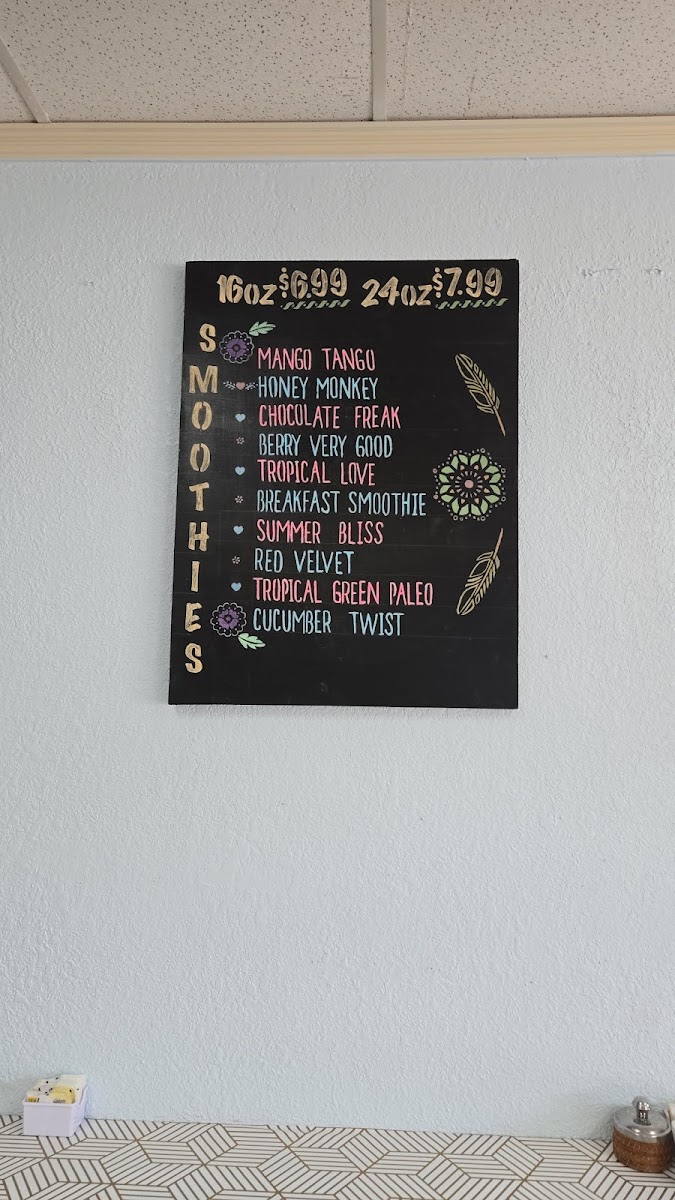 16oz $6.99 24oz $7.99
SMOOTHIES
MANGO TANGO
HONEY MONKEY
CHOCOLATE FREAK
BERRY VERY GOOD
TROPICAL LOVE
BREAKFAST SMOOTHIE
SUMMER BLISS
RED VELVET
TROPICAL GREEN PALEO
CUCUMBER TWIST